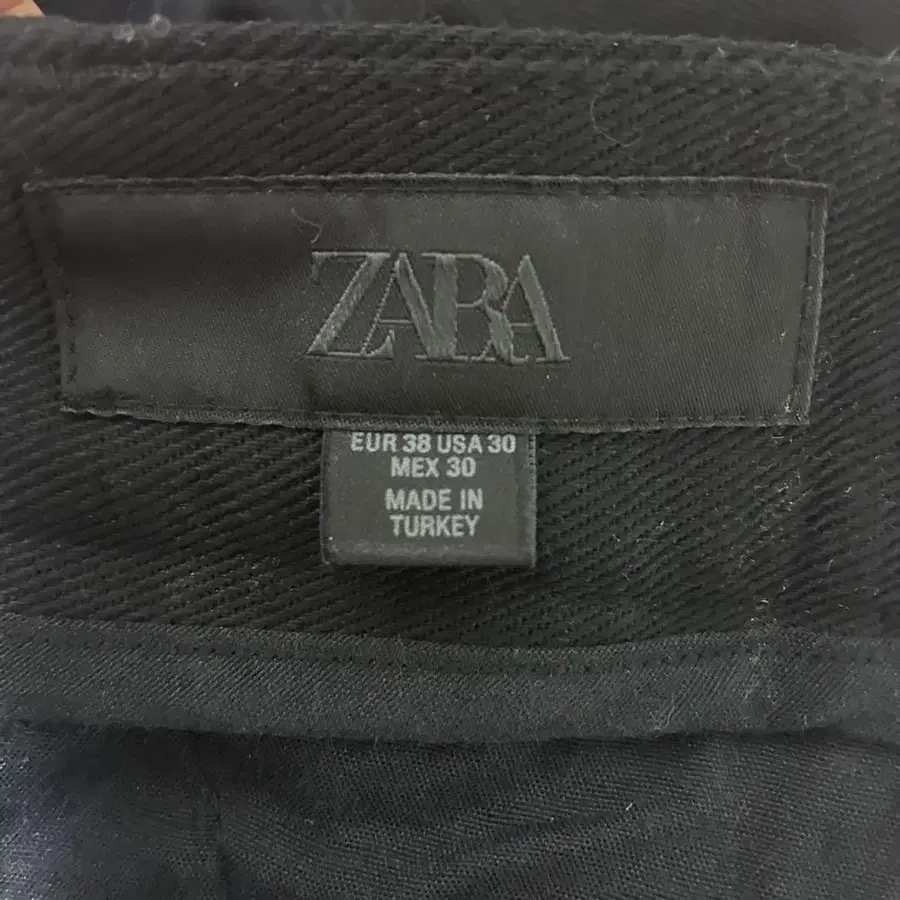 ZARA
EUR 38 USA 30
MEX 30
MADE IN
TURKEY